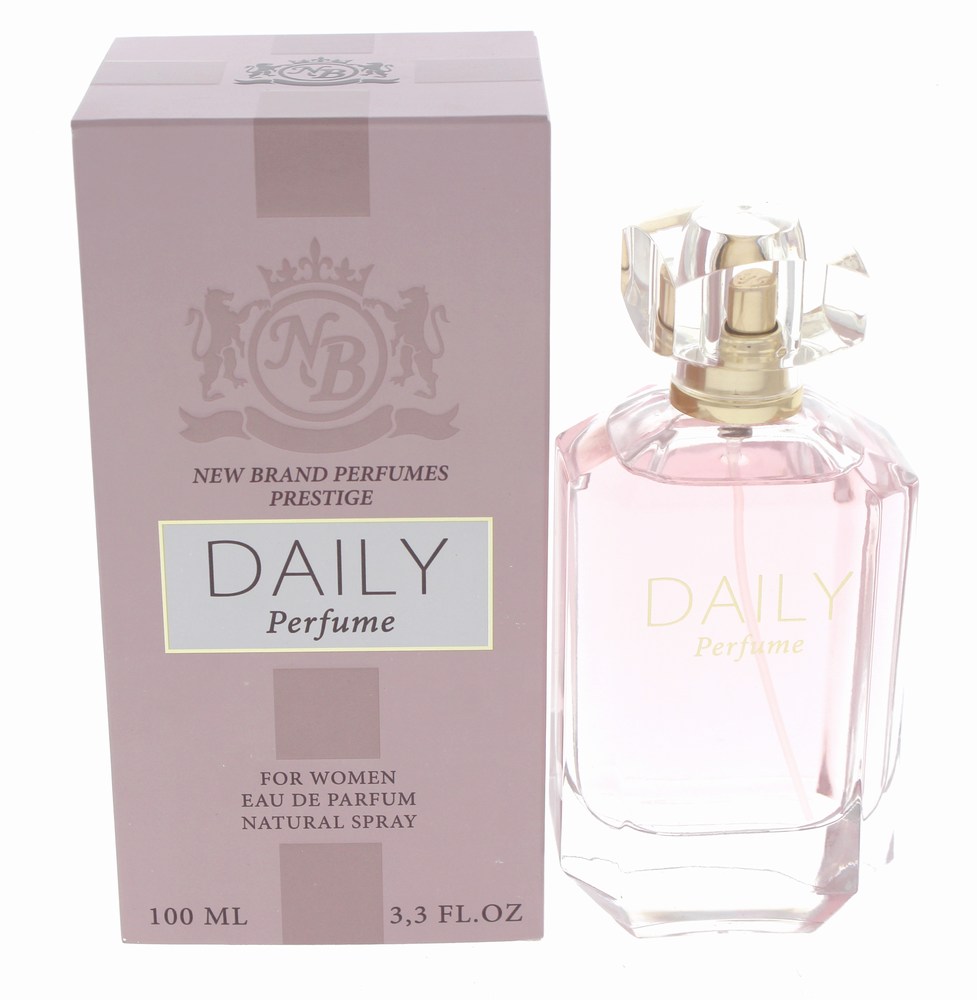 NB
NB
NEW BRAND PERFUMES
PRESTIGE
DAILY
Perfume
FOR WOMEN
EAU DE PARFUM
NATURAL SPRAY
100 ML 3,3 FL.OZ
DAILY
Perfume